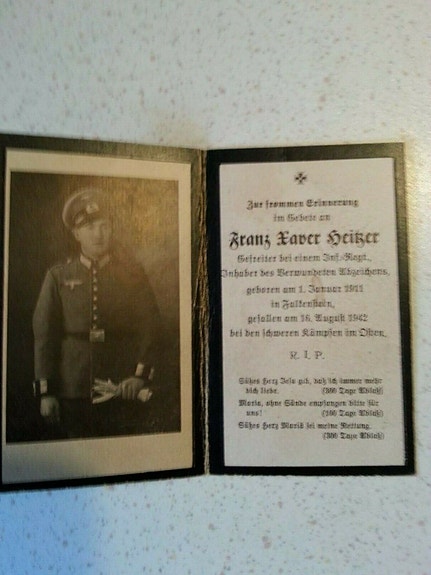 Zur frommen Erinnerung
im Gebete an
Franz Xaver Heitzer
Gefreiter bei einem Inf.-Regt.,
Inhaber des Verwundeten Abzeichens,
geboren am 1. Januar 1911
in Falkenstein,
gefallen am 16. August 1942
bei den schweren Kämpfen im Osten.
R. I. P.
Süßes Herz Jesu gib, daß ich immer mehr
dich liebe. (300 Tage Ablaß)
Maria, ohne Sünde empfangen bitte für
uns! (100 Tage Ablaß)
Süßes Herz Mariä sei meine Rettung.
(300 Tage Ablaß)